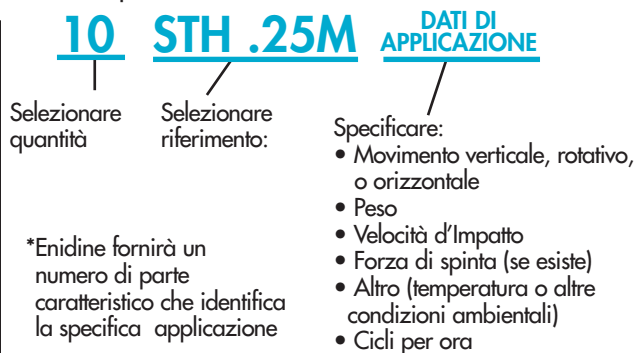 10 STH .25M DATI DI
APPLICAZIONE
Selezionare
quantità
Selezionare
riferimento:
Specificare:
• Movimento verticale, rotativo,
o orizzontale
• Peso
• Velocità d’Impatto
• Forza di spinta (se esiste)
• Altro (temperatura o altre
condizioni ambientali)
• Cicli per ora
*Enidine fornirà un
numero di parte
caratteristico che identifica
la specifica applicazione